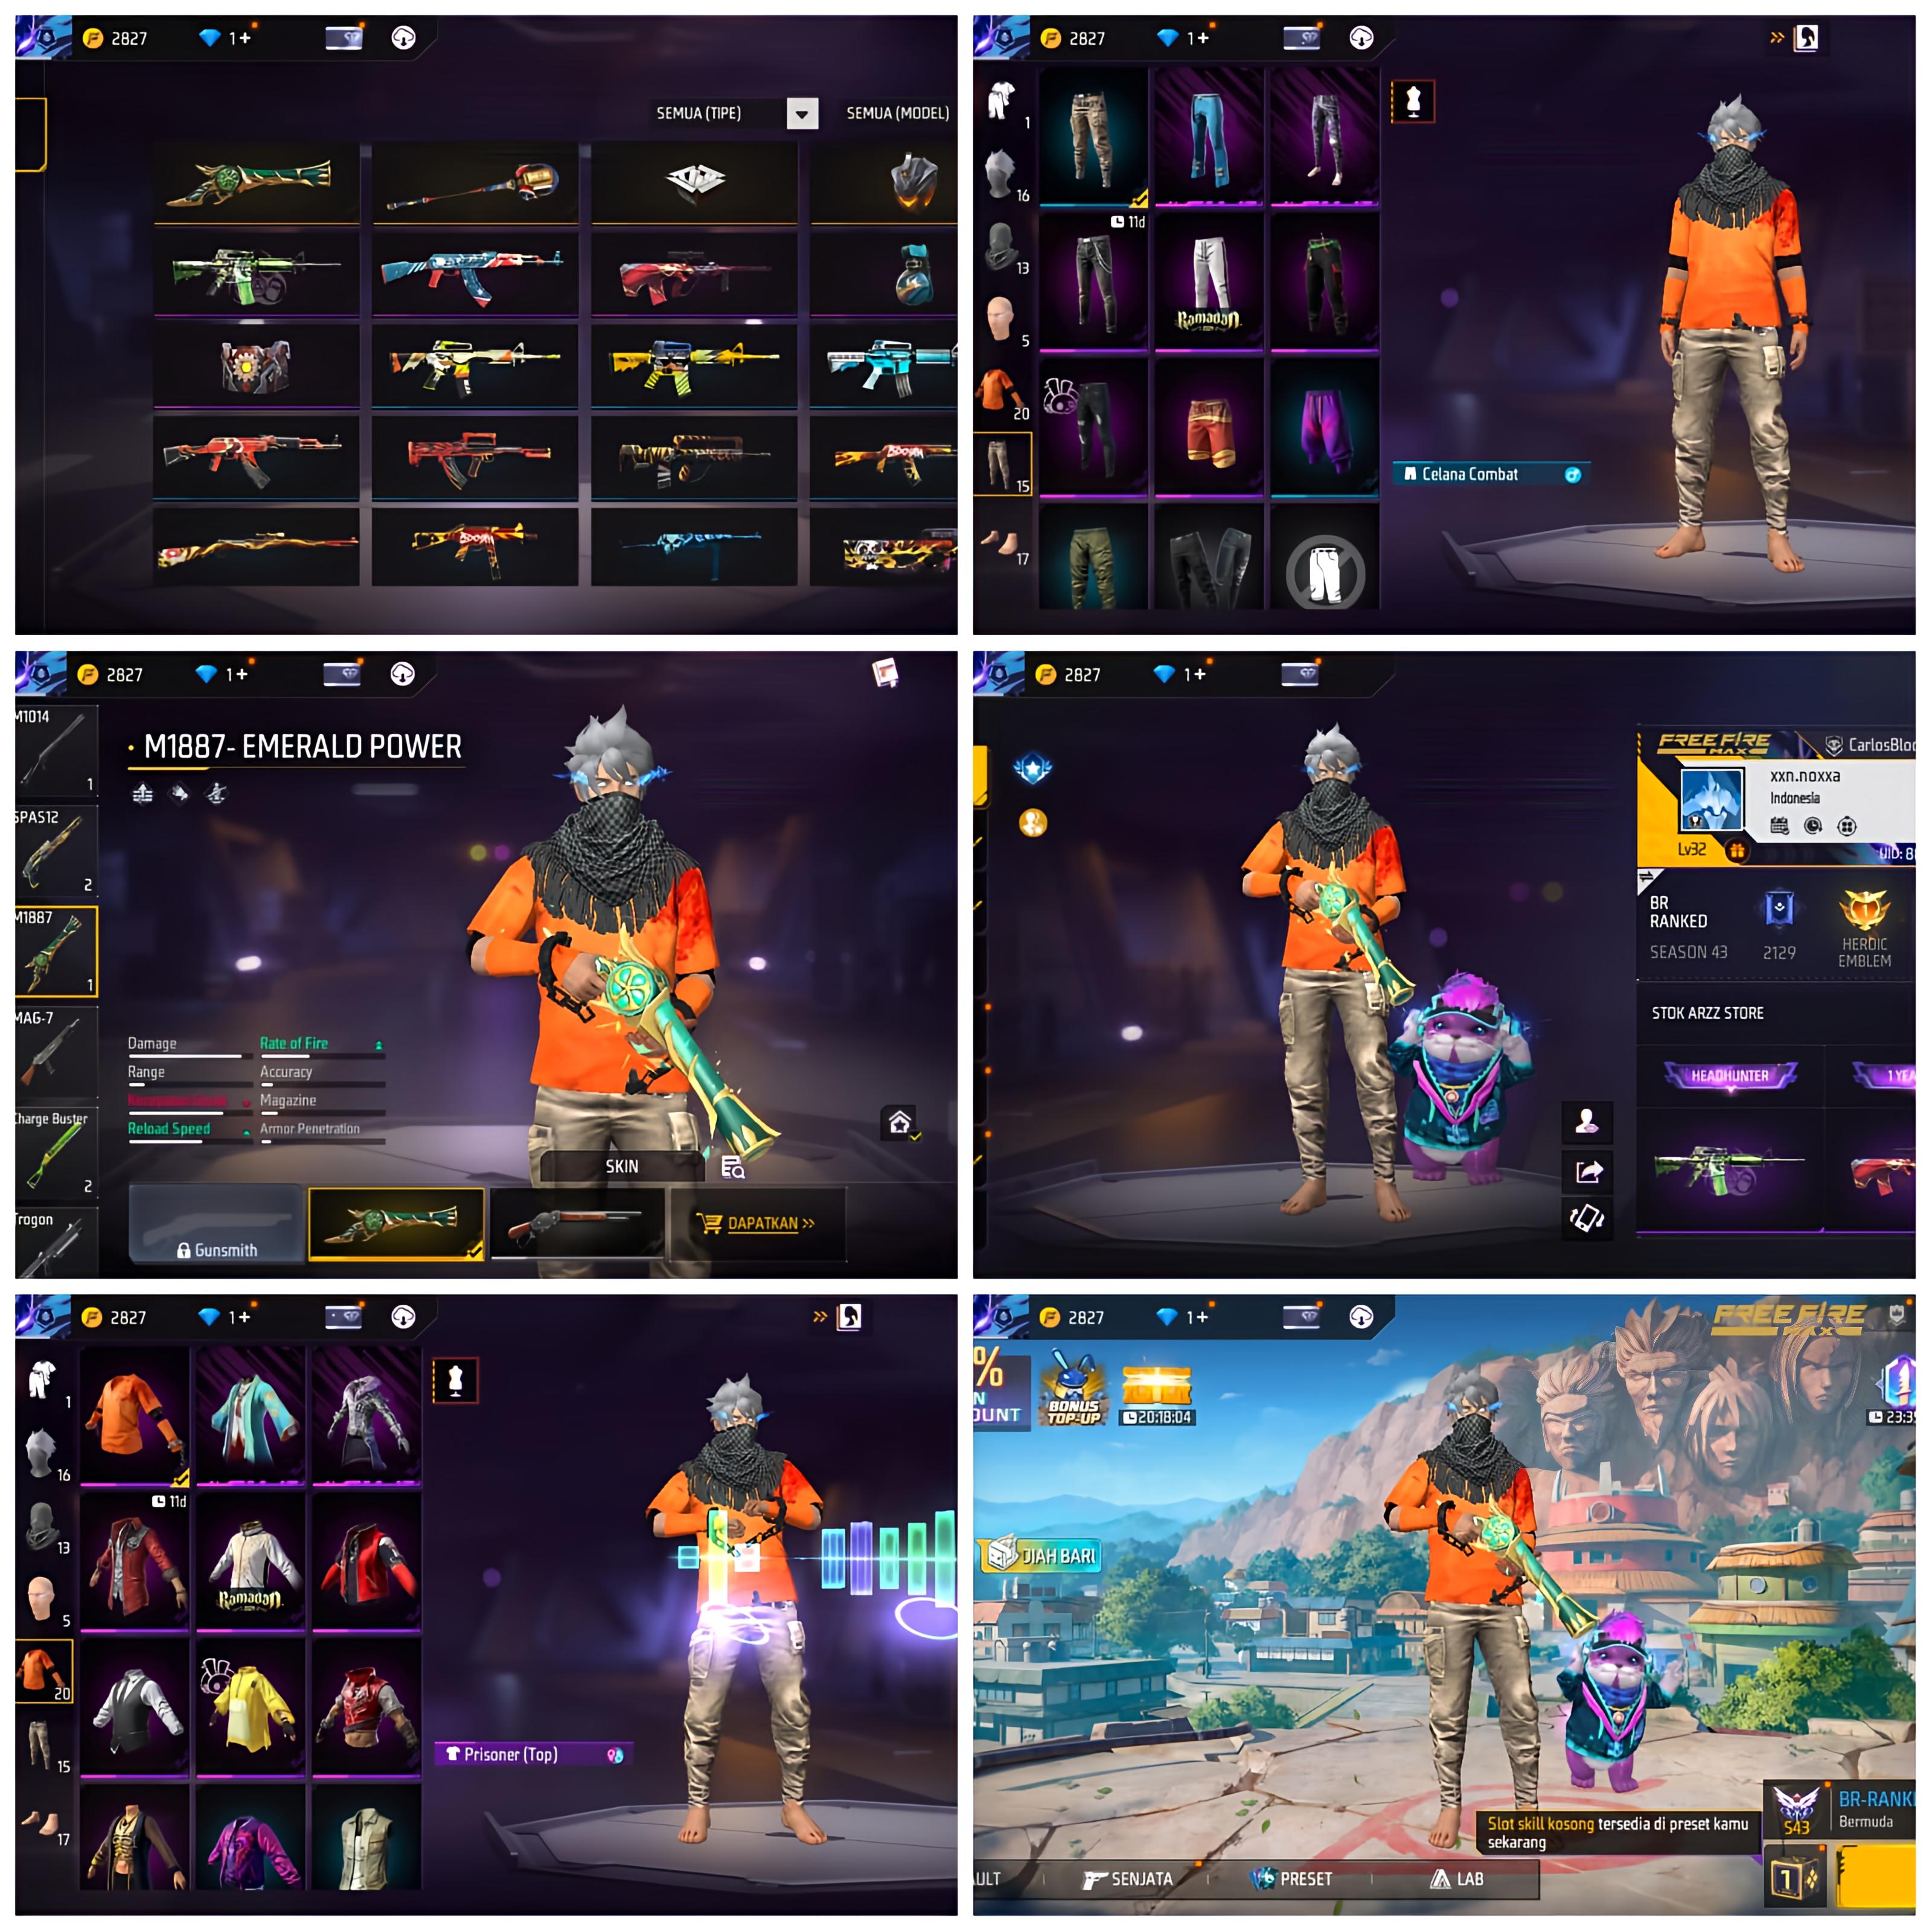 2827
1+
SEMUA (TIPE)
SEMUA (MODEL)
BOOYAH
BOOYAH
2827
1+
1
16
13
5
20
15
17
11d
Ramadan
Celana Combat
2827
1+
M1014
1
SPAS12
2
M1887
1
MAG-7
Charge Buster
2
Trogon
M1887- EMERALD POWER
Damage
Rate of Fire
Range
Accuracy
Magazine
Reload Speed
Armor Penetration
SKIN
Gunsmith
DAPATKAN >>
2827
1+
FREE FIRE
MAX
CarlosBloo
xxn.noxxa
Indonesia
Lv32
UID: 8
BR
RANKED
SEASON 43
2129
HEROIC
EMBLEM
STOK ARZZ STORE
HEADHUNTER
1 YEA
2827
1+
1
16
13
5
20
15
17
11d
Ramadan
Prisoner (Top)
2827
1+
FREE FIRE
MAX
%
N
OUNT
BONUS
TOP-UP
20:18:04
23:39
DIAH BARU
Slot skill kosong tersedia di preset kamu
sekarang
S43
BR-RANK
Bermuda
ULT
SENJATA
PRESET
LAB
1